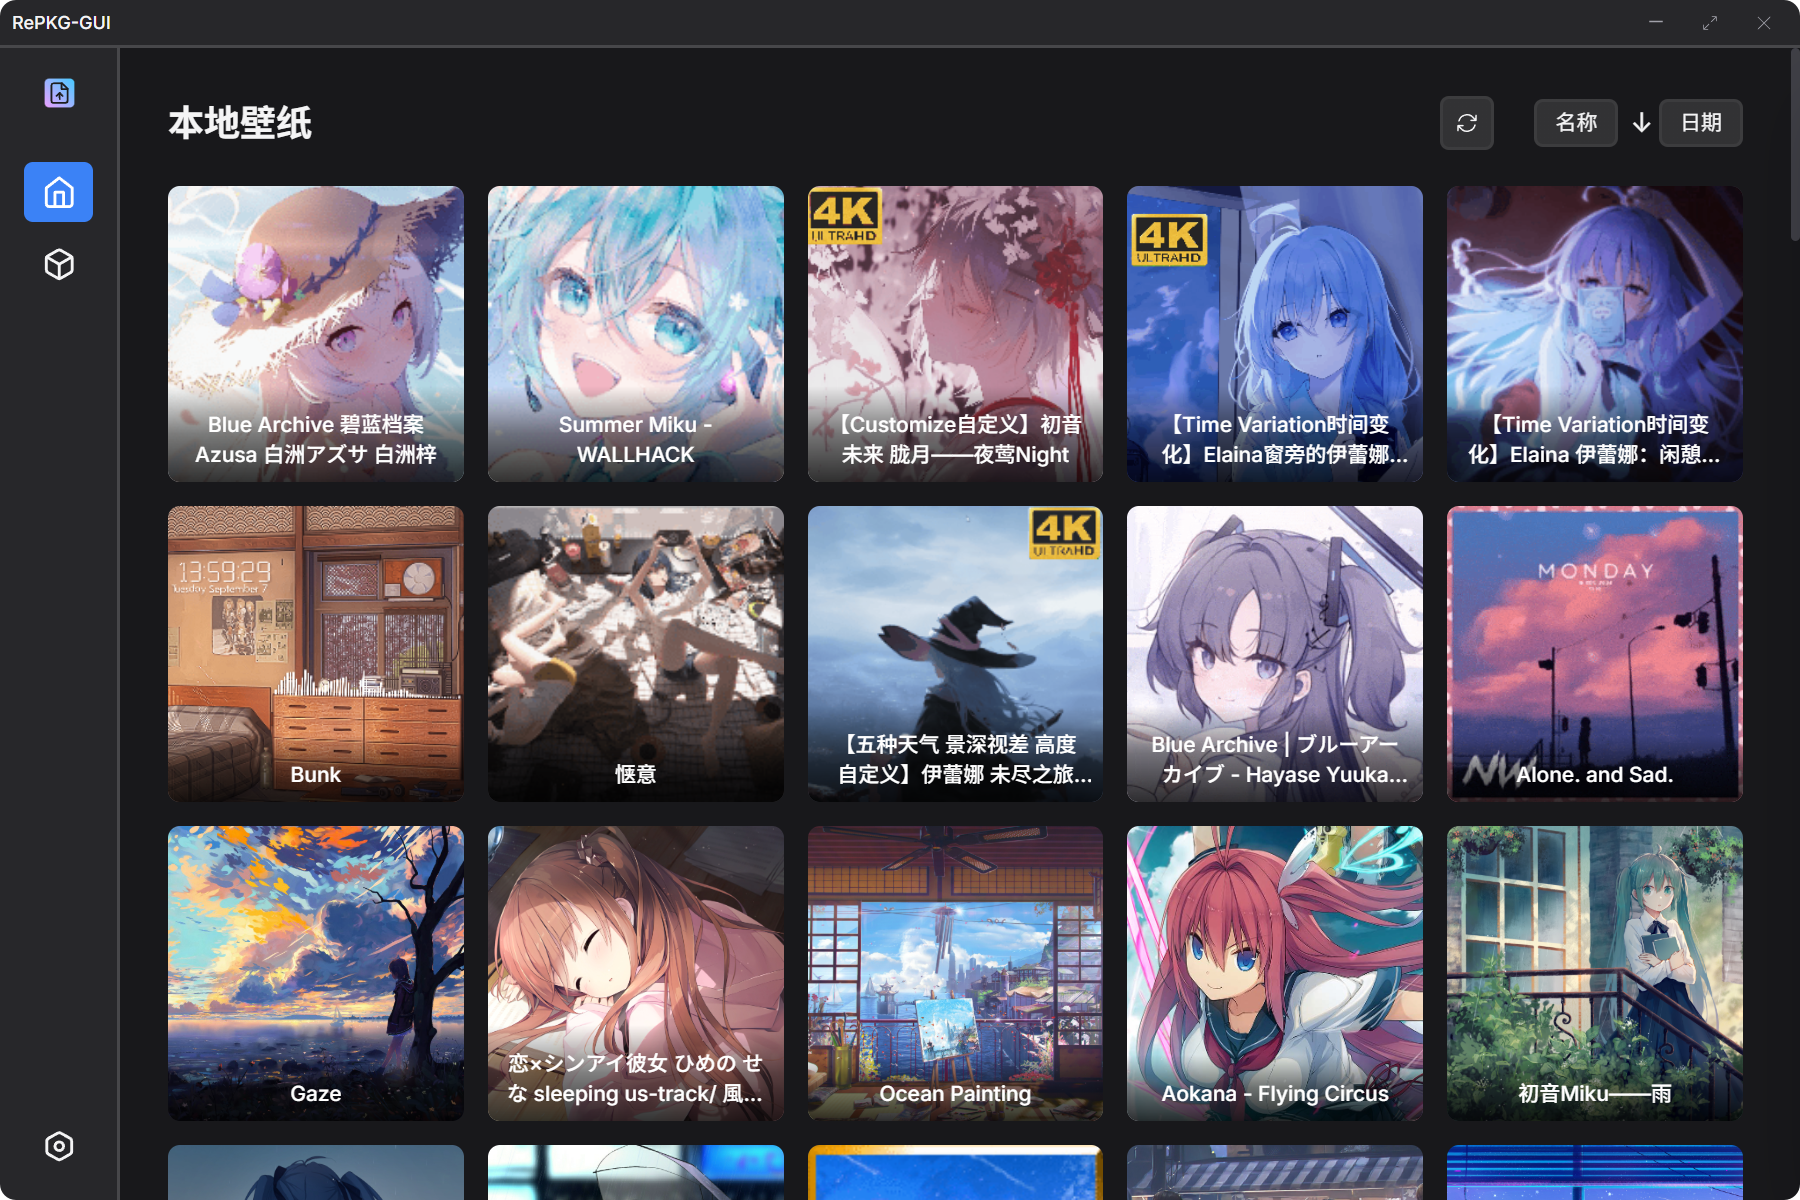 RePKG-GUI
本地壁纸
名称
日期
Blue Archive 碧蓝档案
Azusa 白洲アズサ 白洲梓
Summer Miku -
WALLHACK
4K
ULTRAHD
【Customize自定义】初音
未来 胧月——夜莺Night
4K
ULTRAHD
【Time Variation时间变
化】Elaina窗旁的伊蕾娜...
【Time Variation时间变
化】Elaina 伊蕾娜：闲憩...
13:59:29
Tuesday September 7
Bunk
惬意
4K
ULTRAHD
【五种天气 景深视差 高度
自定义】伊蕾娜 未尽之旅...
Blue Archive | ブルーアー
カイブ - Hayase Yuuka...
MONDAY
Alone. and Sad.
Gaze
恋×シンアイ彼女 ひめの せ
な sleeping us-track/ 風...
Ocean Painting
Aokana - Flying Circus
初音Miku——雨